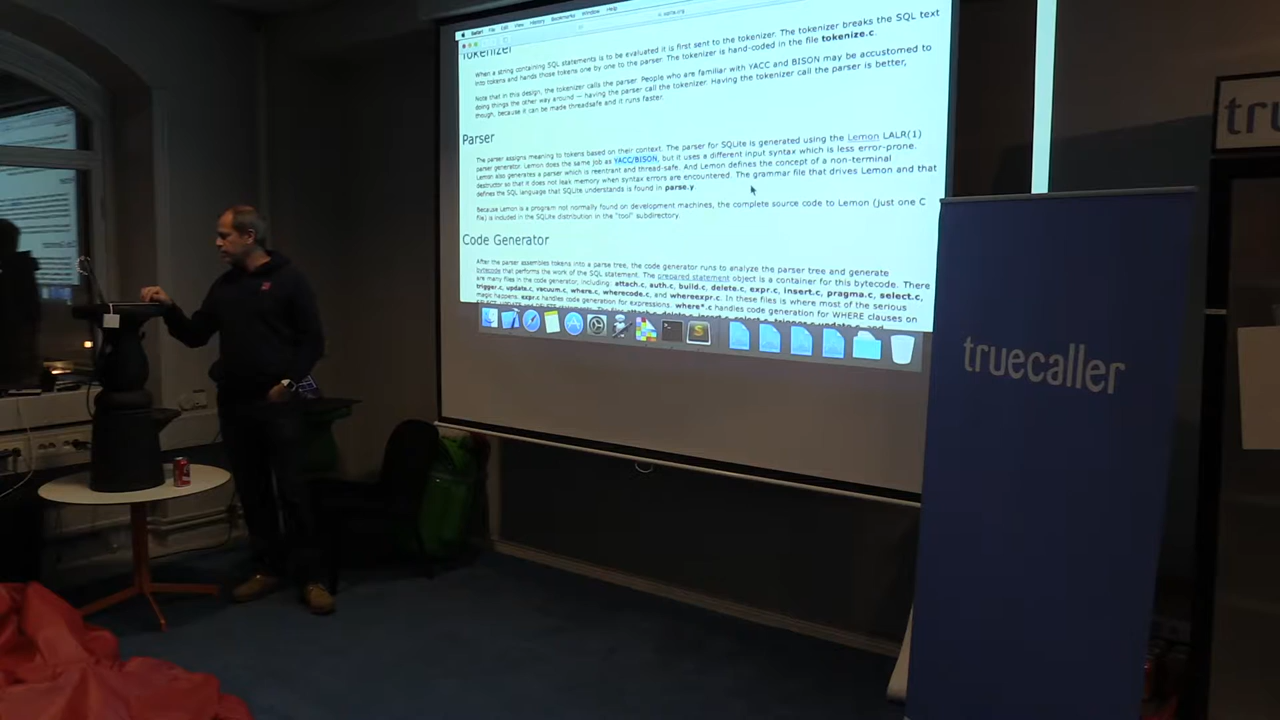 Safari File Edit View History Bookmarks Window Help
Tokenizer
When a string containing SQL statements is to be evaluated it is first sent to the tokenizer. The tokenizer breaks the SQL text
into tokens and hands those tokens one by one to the parser. The tokenizer is hand-coded in the file tokenize.c.
Note that in this design, the tokenizer calls the parser. People who are familiar with YACC and BISON may be accustomed to
doing things the other way around — having the parser call the tokenizer. Having the tokenizer call the parser is better,
though, because it can be made threadsafe and it runs faster.
Parser
The parser assigns meaning to tokens based on their context. The parser for SQLite is generated using the Lemon LALR(1)
parser generator. Lemon does the same job as YACC/BISON, but it uses a different input syntax which is less error-prone.
Lemon also generates a parser which is reentrant and thread-safe. And Lemon defines the concept of a non-terminal
destructor so that it does not leak memory when syntax errors are encountered. The grammar file that drives Lemon and that
defines the SQL language that SQLite understands is found in parse.y.
Because Lemon is a program not normally found on development machines, the complete source code to Lemon (just one C
file) is included in the SQLite distribution in the "tool" subdirectory.
Code Generator
After the parser assembles tokens into a parse tree, the code generator runs to analyze the parser tree and generate
bytecode that performs the work of the SQL statement. The prepared statement object is a container for this bytecode. There
are many files in the code generator, including: attach.c, auth.c, build.c, delete.c, expr.c, insert.c, pragma.c, select.c,
trigger.c, update.c, vacuum.c, where.c, wherecode.c, and whereexpr.c. In these files is where most of the serious
magic happens. expr.c handles code generation for expressions. where*.c handles code generation for WHERE clauses on
true
truecaller